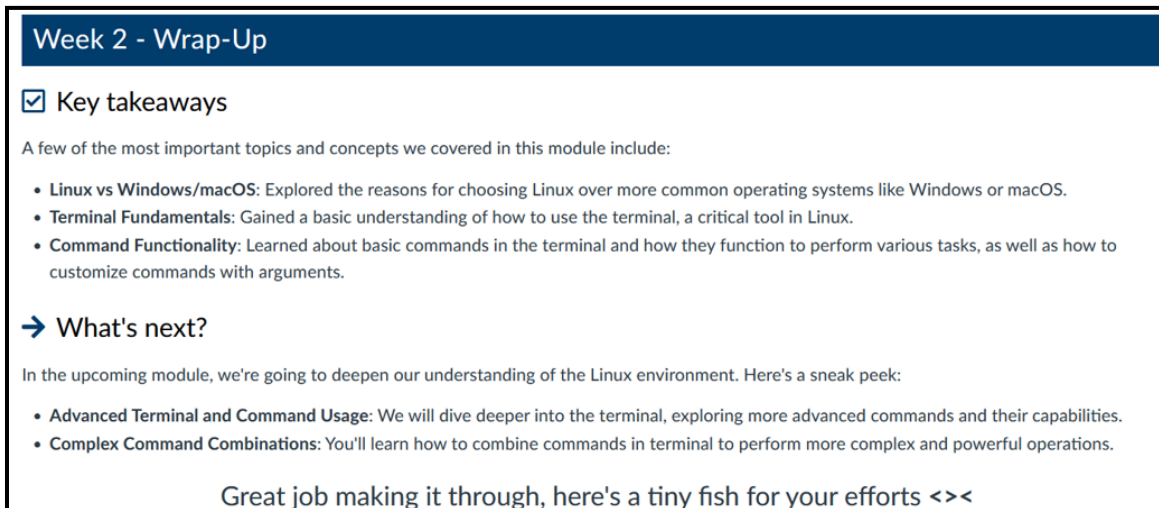 Week 2 - Wrap-Up
Key takeaways
A few of the most important topics and concepts we covered in this module include:
• Linux vs Windows/macOS: Explored the reasons for choosing Linux over more common operating systems like Windows or macOS.
• Terminal Fundamentals: Gained a basic understanding of how to use the terminal, a critical tool in Linux.
• Command Functionality: Learned about basic commands in the terminal and how they function to perform various tasks, as well as how to
customize commands with arguments.
What's next?
In the upcoming module, we're going to deepen our understanding of the Linux environment. Here's a sneak peek:
• Advanced Terminal and Command Usage: We will dive deeper into the terminal, exploring more advanced commands and their capabilities.
• Complex Command Combinations: You'll learn how to combine commands in terminal to perform more complex and powerful operations.
Great job making it through, here's a tiny fish for your efforts <><